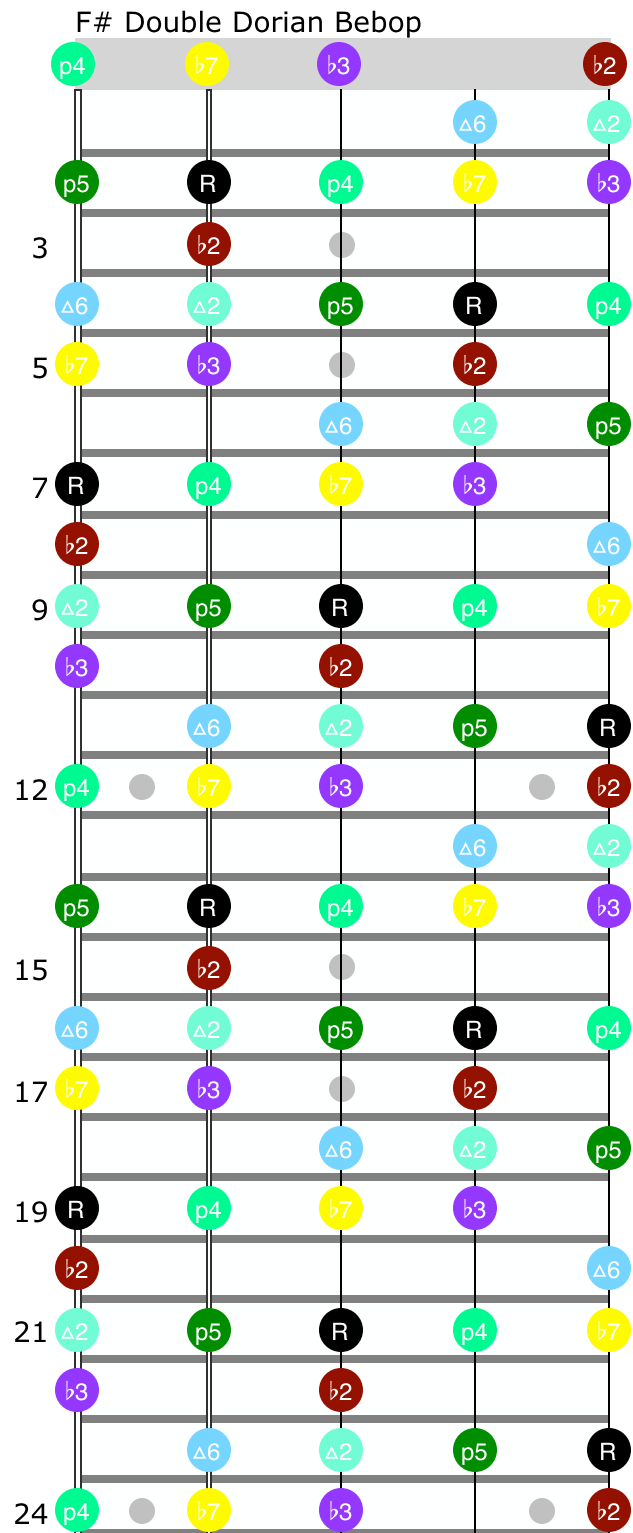 F# Double Dorian Bebop
p4 ♭7 ♭3 ♭2
▵6 ▵2
p5 R p4 ♭7 ♭3
3 ♭2
▵6 ▵2 p5 R p4
5 ♭7 ♭3 ♭2
▵6 ▵2 p5
7 R p4 ♭7 ♭3
♭2 ▵6
9 ▵2 p5 R p4 ♭7
♭3 ♭2
▵6 ▵2 p5 R
12 p4 ♭7 ♭3 ♭2
▵6 ▵2
p5 R p4 ♭7 ♭3
15 ♭2
▵6 ▵2 p5 R p4
17 ♭7 ♭3 ♭2
▵6 ▵2 p5
19 R p4 ♭7 ♭3
♭2 ▵6
21 ▵2 p5 R p4 ♭7
♭3 ♭2
▵6 ▵2 p5 R
24 p4 ♭7 ♭3 ♭2